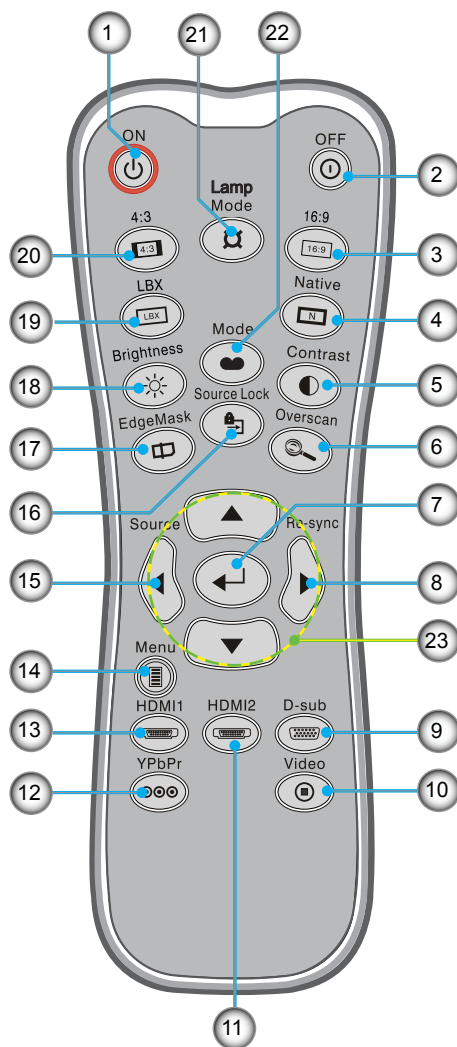 1
21
22
ON
OFF
2
Lamp
Mode
4:3
4:3
16:9
16:9
20
3
LBX
LBX
Native
N
19
4
Mode
Brightness
Contrast
18
5
Source Lock
EdgeMask
Overscan
17
6
16
7
Source
Re-sync
15
8
23
Menu
14
HDMI1
HDMI2
D-sub
13
9
YPbPr
Video
12
10
11